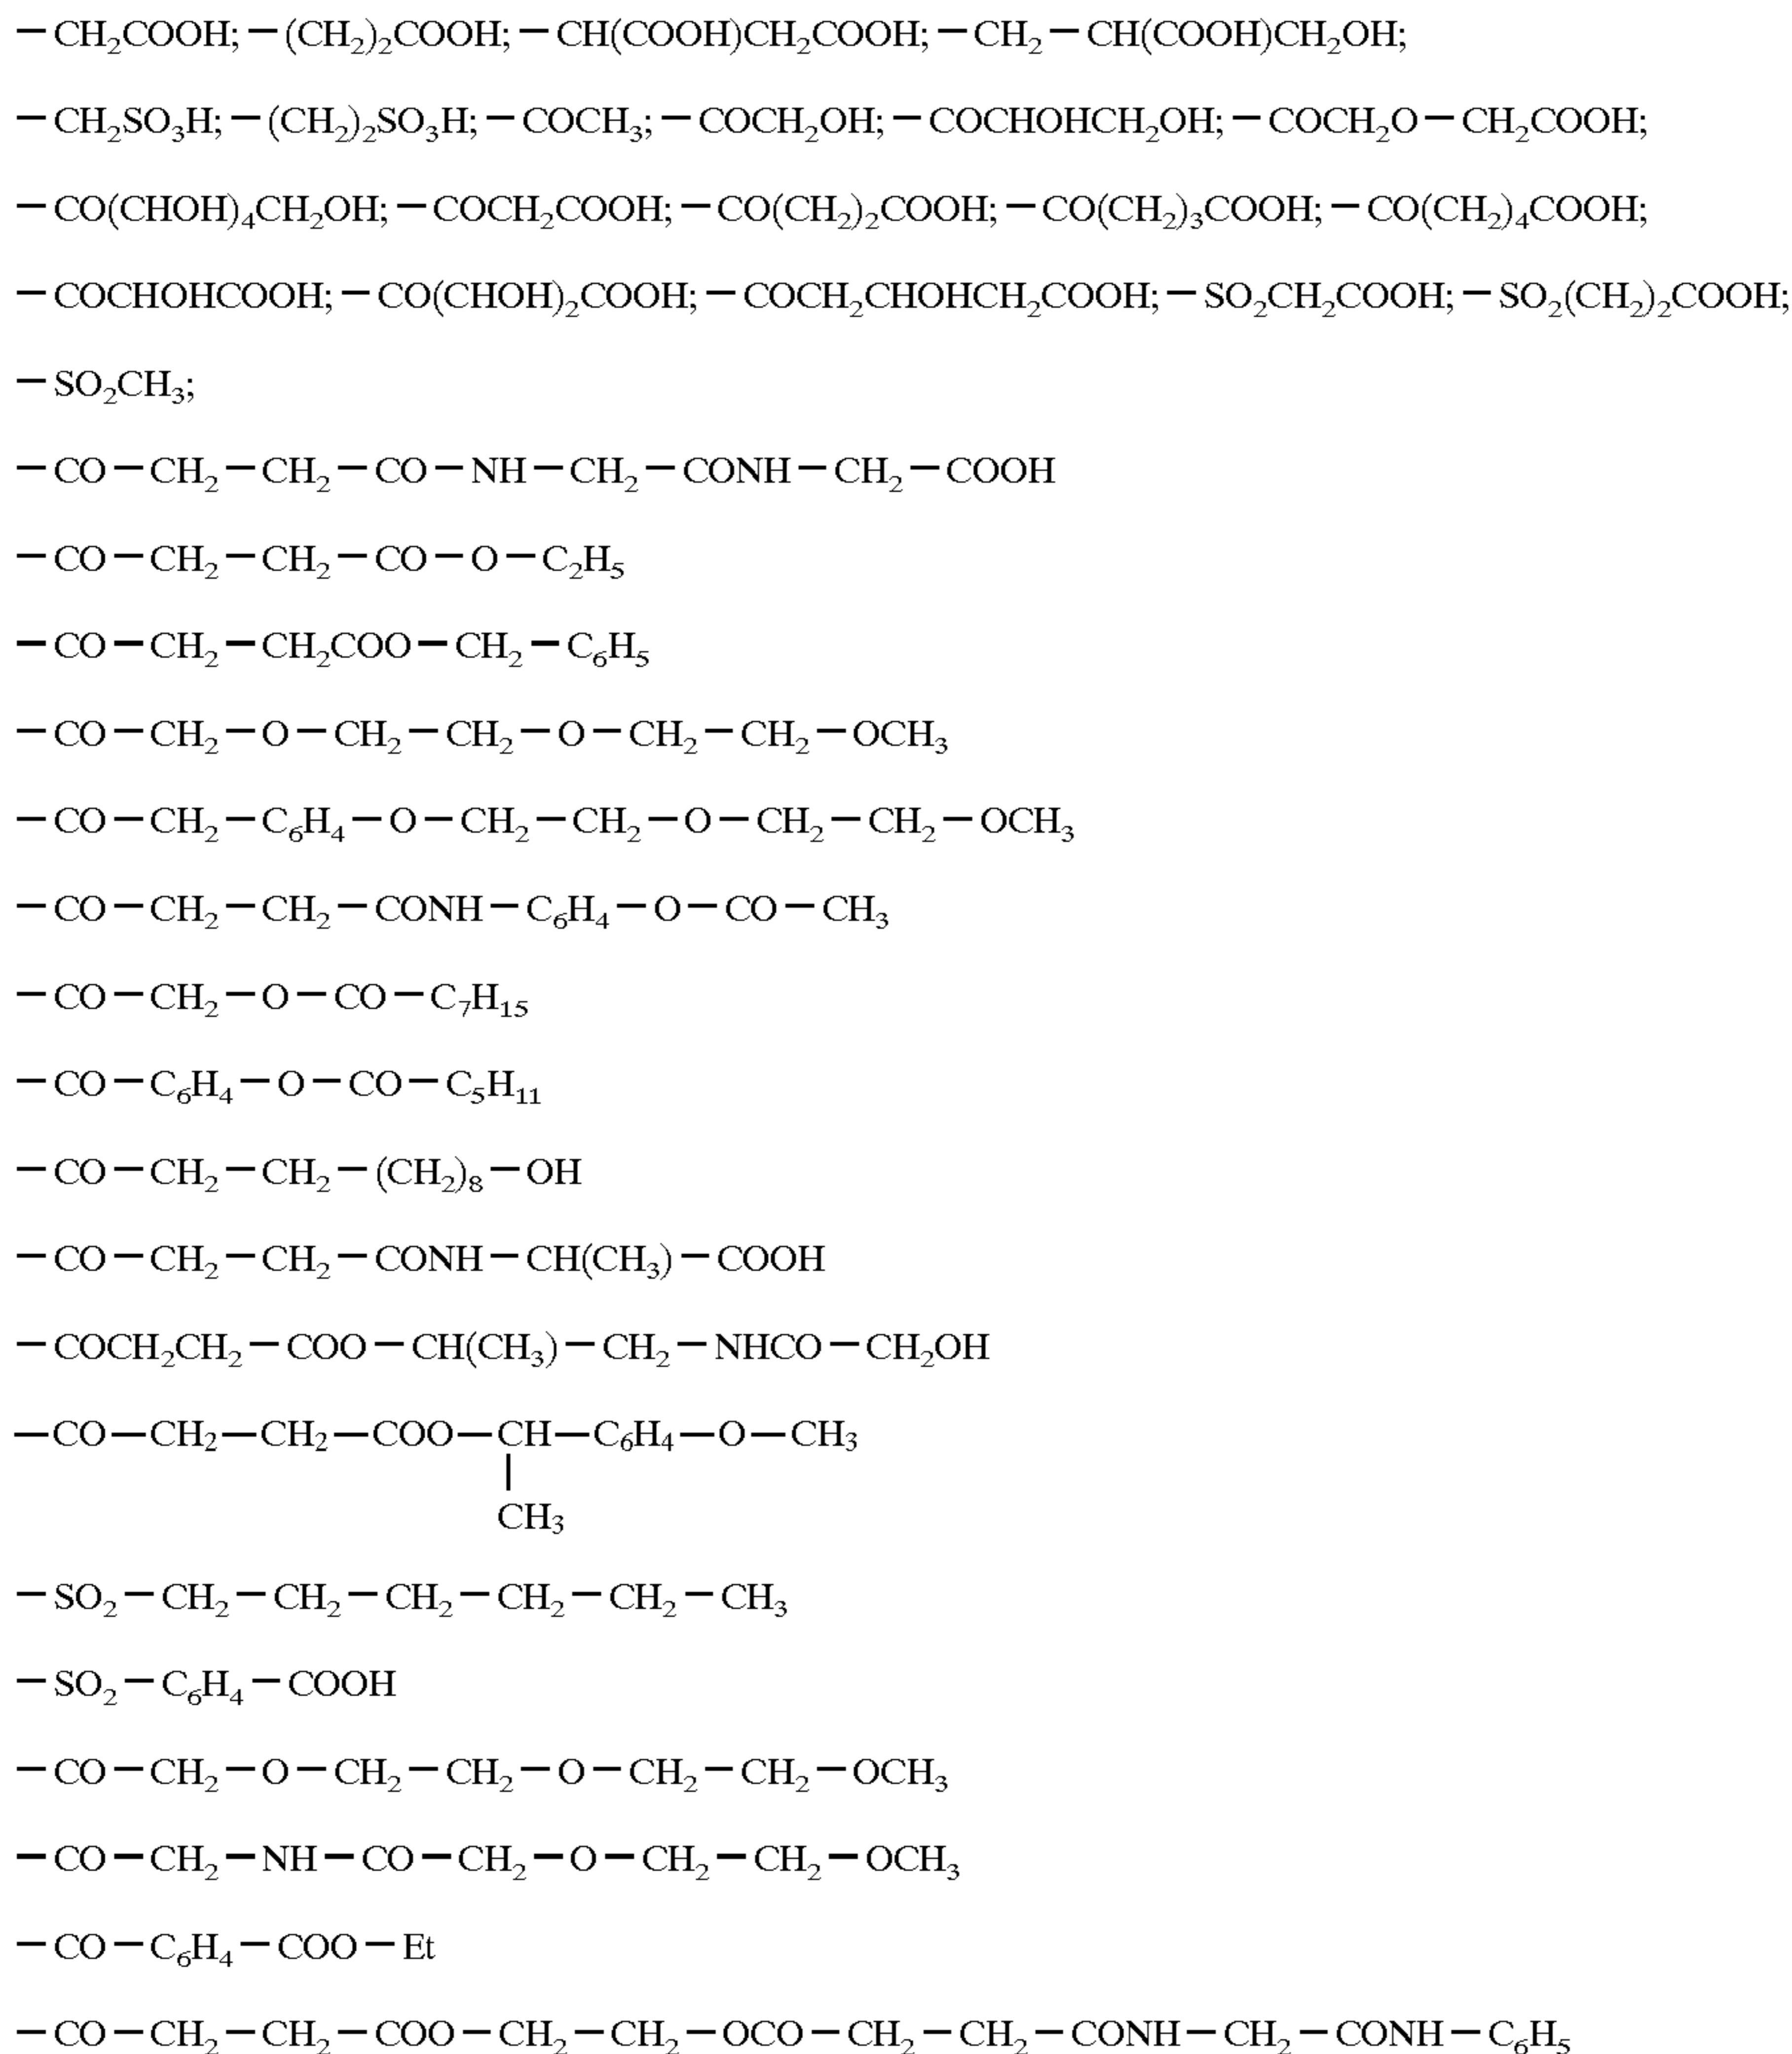 —CH₂COOH; —(CH₂)₂COOH; —CH(COOH)CH₂COOH; —CH₂—CH(COOH)CH₂OH;
—CH₂SO₃H; —(CH₂)₂SO₃H; —COCH₃; —COCH₂OH; —COCHOHCH₂OH; —COCH₂O—CH₂COOH;
—CO(CHOH)₄CH₂OH; —COCH₂COOH; —CO(CH₂)₂COOH; —CO(CH₂)₃COOH; —CO(CH₂)₄COOH;
—COCHOHCOOH; —CO(CHOH)₂COOH; —COCH₂CHOHCH₂COOH; —SO₂CH₂COOH; —SO₂(CH₂)₂COOH;
—SO₂CH₃;
—CO—CH₂—CH₂—CO—NH—CH₂—CONH—CH₂—COOH
—CO—CH₂—CH₂—CO—O—C₂H₅
—CO—CH₂—CH₂COO—CH₂—C₆H₅
—CO—CH₂—O—CH₂—CH₂—O—CH₂—CH₂—OCH₃
—CO—CH₂—C₆H₄—O—CH₂—CH₂—O—CH₂—CH₂—OCH₃
—CO—CH₂—CH₂—CONH—C₆H₄—O—CO—CH₃
—CO—CH₂—O—CO—C₇H₁₅
—CO—C₆H₄—O—CO—C₅H₁₁
—CO—CH₂—CH₂—(CH₂)₈—OH
—CO—CH₂—CH₂—CONH—CH(CH₃)—COOH
—COCH₂CH₂—COO—CH(CH₃)—CH₂—NHCO—CH₂OH
—CO—CH₂—CH₂—COO—CH—C₆H₄—O—CH₃
CH₃
—SO₂—CH₂—CH₂—CH₂—CH₂—CH₂—CH₃
—SO₂—C₆H₄—COOH
—CO—CH₂—O—CH₂—CH₂—O—CH₂—CH₂—OCH₃
—CO—CH₂—NH—CO—CH₂—O—CH₂—CH₂—OCH₃
—CO—C₆H₄—COO—Et
—CO—CH₂—CH₂—COO—CH₂—CH₂—OCO—CH₂—CH₂—CONH—CH₂—CONH—C₆H₅